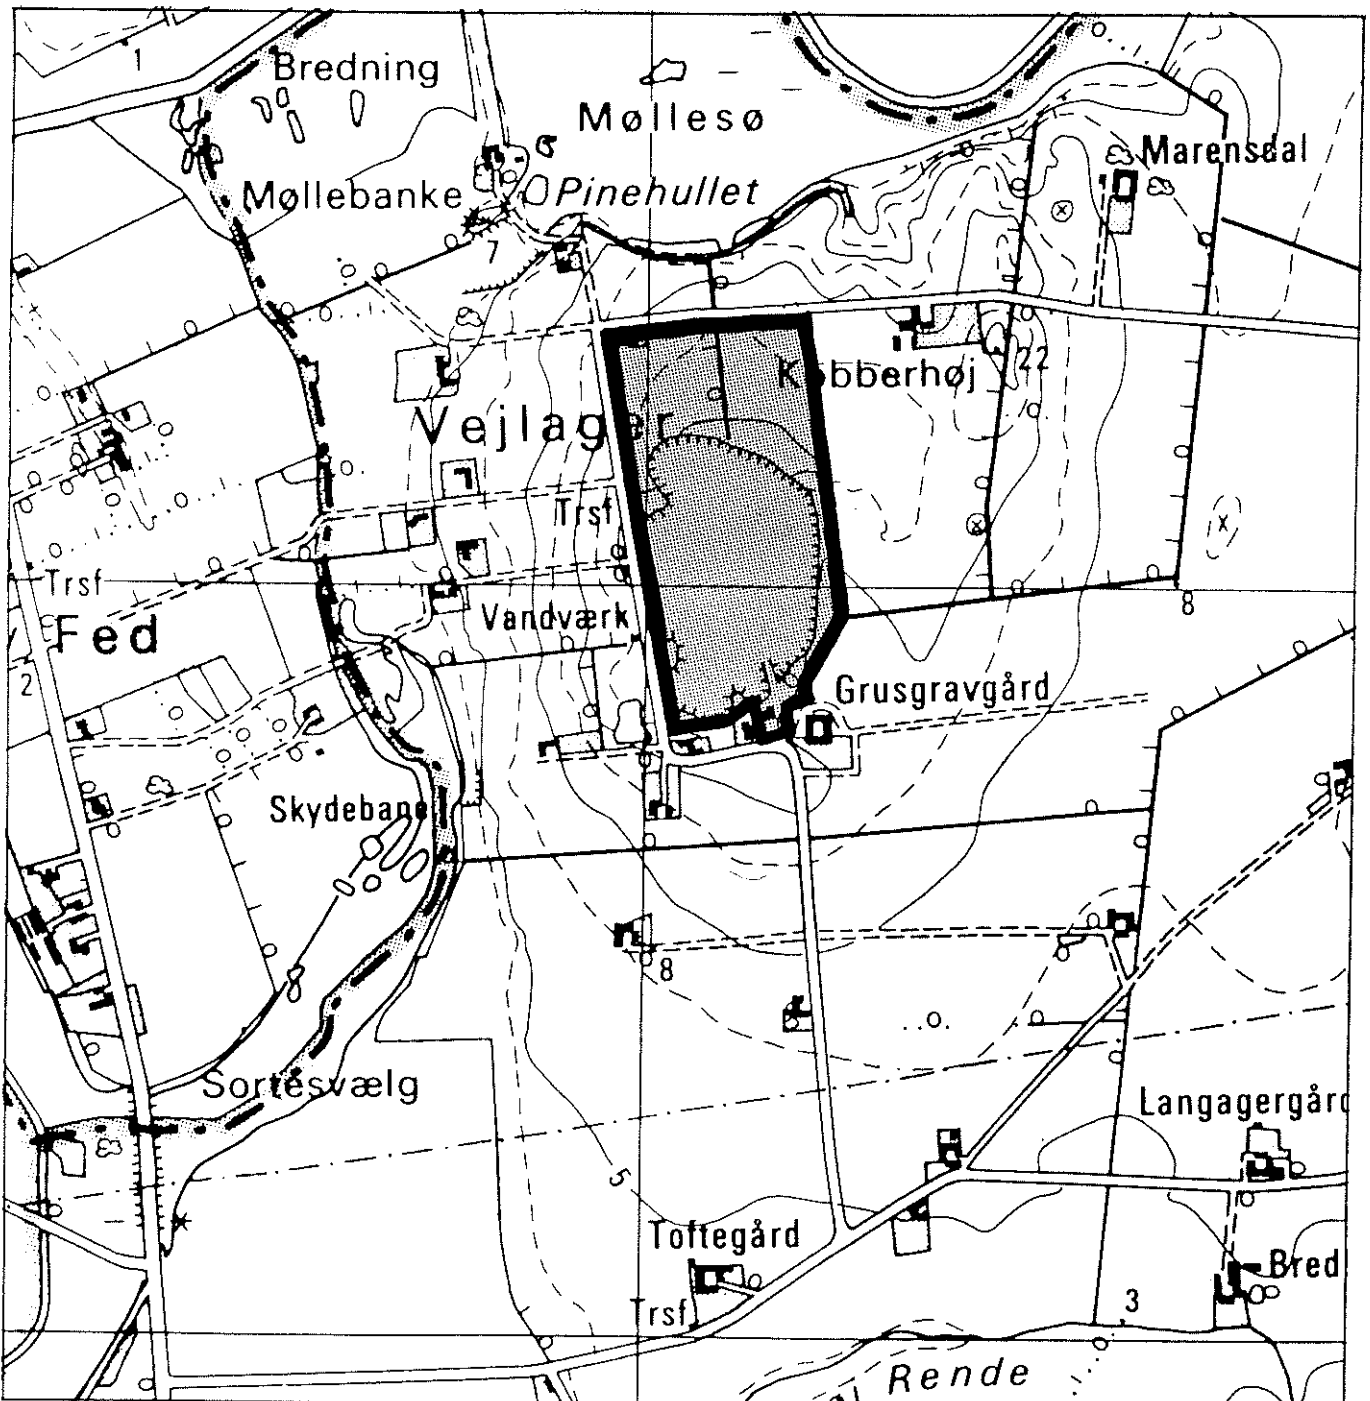 1
Bredning
Møllesø
Marensdal
Møllebanke
Pinehullet
7
22
Vejlager
Trsf
Trsf
8
Fed
Vandværk
2
Grusgravgård
Skydebane
8
Sortesvælg
Langagergård
5
Toftegård
Bred
3
Trsf
Rende